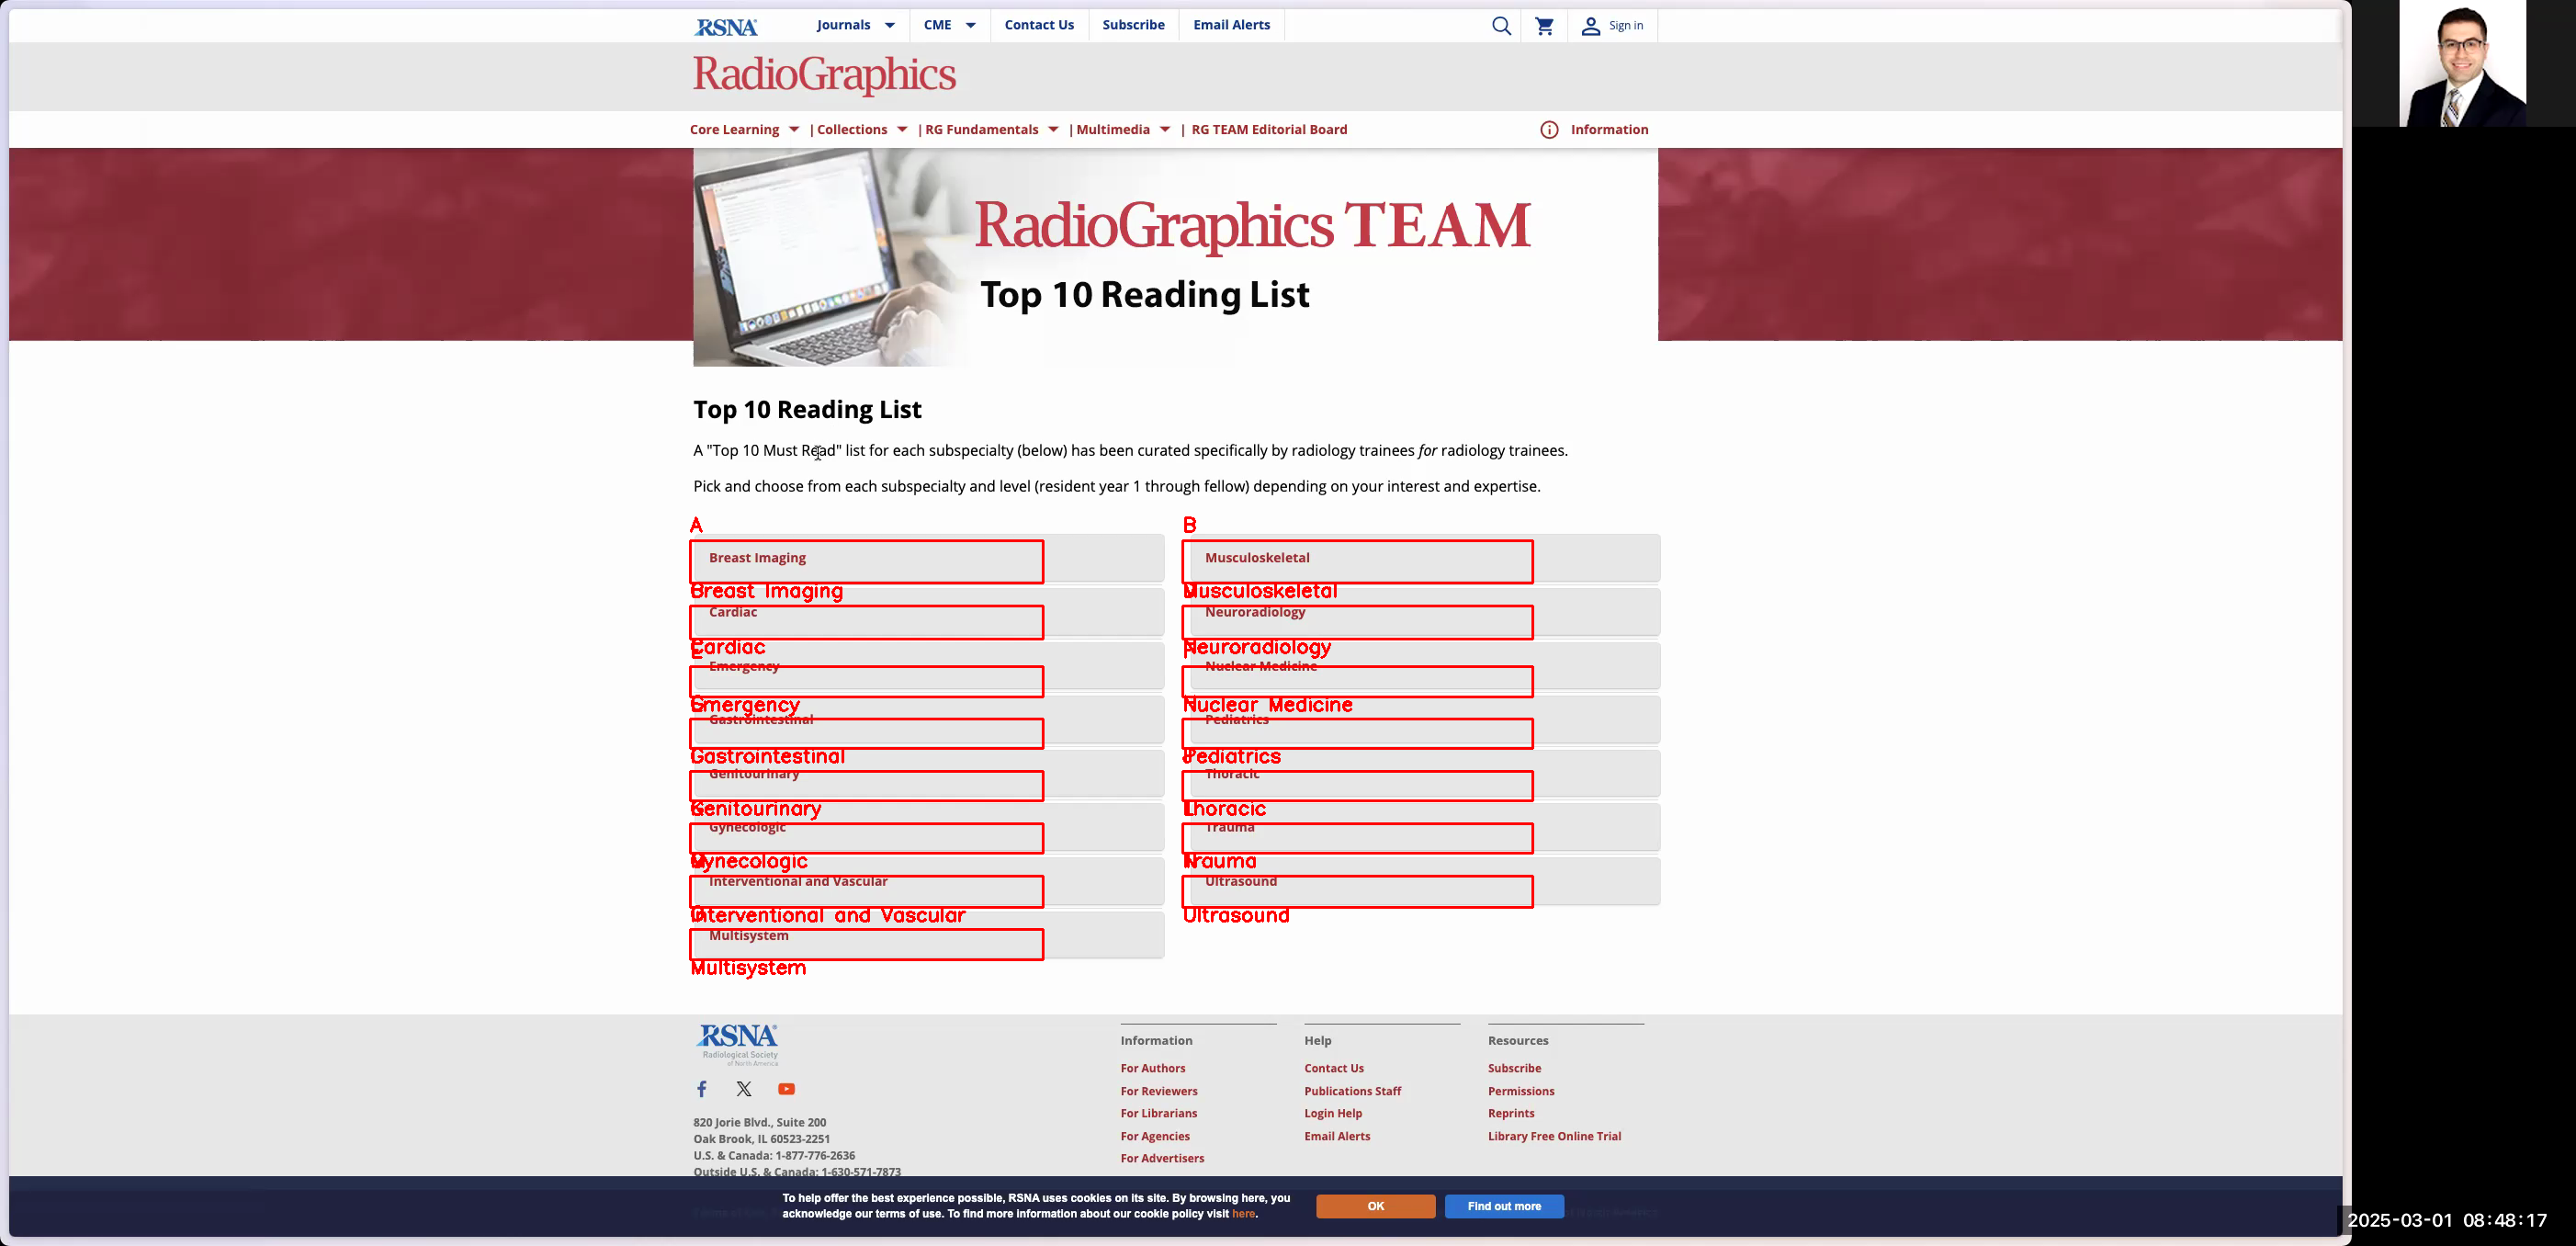 RSNA
Journals
CME
Contact Us
Subscribe
Email Alerts
Sign in
RadioGraphics
Core Learning | Collections | RG Fundamentals | Multimedia | RG TEAM Editorial Board
Information
RadioGraphics TEAM
Top 10 Reading List
Top 10 Reading List
A "Top 10 Must Read" list for each subspecialty (below) has been curated specifically by radiology trainees for radiology trainees.
Pick and choose from each subspecialty and level (resident year 1 through fellow) depending on your interest and expertise.
A
B
Breast Imaging
Musculoskeletal
Breast Imaging
Musculoskeletal
Cardiac
Neuroradiology
Cardiac
Neuroradiology
E
Emergency
Nuclear Medicine
Emergency
Nuclear Medicine
Gastrointestinal
Pediatrics
Gastrointestinal
Pediatrics
Genitourinary
Thoracic
Genitourinary
Thoracic
Gynecologic
Trauma
Gynecologic
Trauma
Interventional and Vascular
Ultrasound
Interventional and Vascular
Ultrasound
Multisystem
Multisystem
RSNA
Radiological Society
of North America
820 Jorie Blvd., Suite 200
Oak Brook, IL 60523-2251
U.S. & Canada: 1-877-776-2636
Outside U.S. & Canada: 1-630-571-7873
Information
For Authors
For Reviewers
For Librarians
For Agencies
For Advertisers
Help
Contact Us
Publications Staff
Login Help
Email Alerts
Resources
Subscribe
Permissions
Reprints
Library Free Online Trial
To help offer the best experience possible, RSNA uses cookies on its site. By browsing here, you
acknowledge our terms of use. To find more information about our cookie policy visit here.
OK
Find out more
2025-03-01 08:48:17